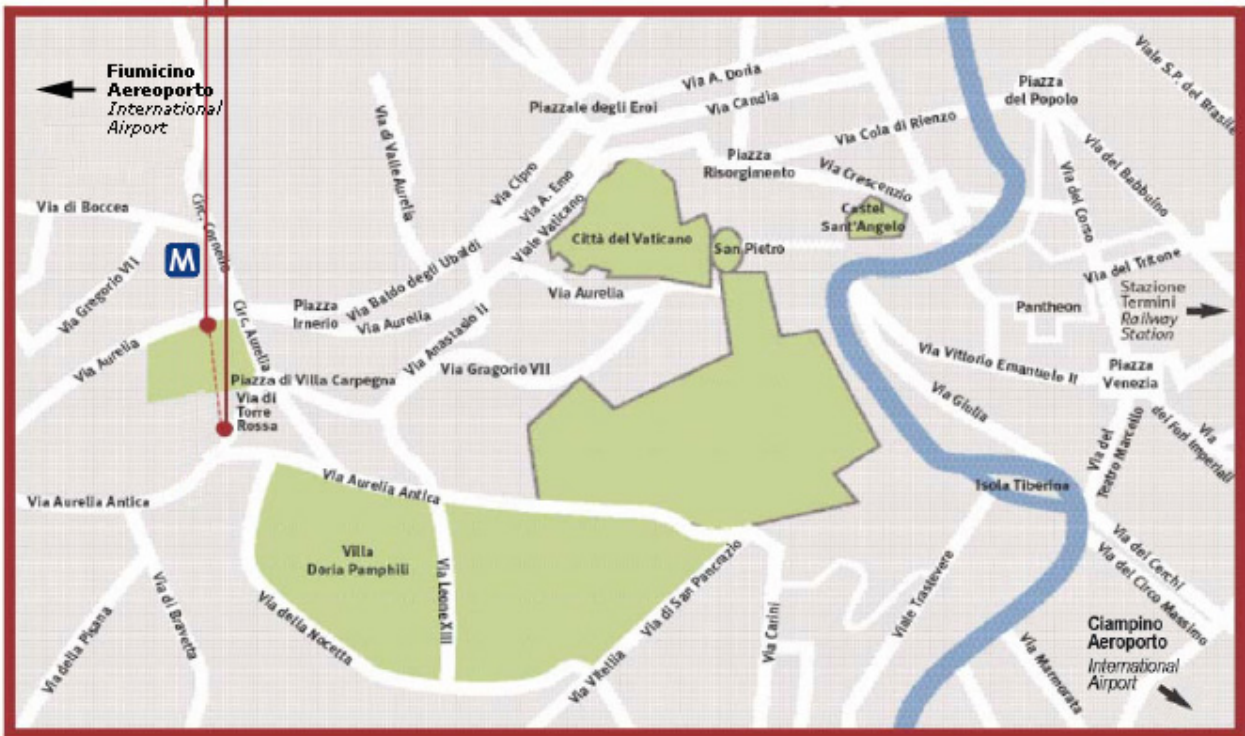 Fiumicino
Aereoporto
International
Airport
Piazzale degli Eroi
Via A. Doria
Via Candia
Piazza
del Popolo
Viale S.P. del Brasile
Via Cola di Rienzo
Via del Babbuino
Via del Corso
Piazza
Risorgimento
Via Crescenzio
Via di Valle Aurelia
Via Cipro
Via A. Emo
Viale Vaticano
Via di Boccea
Circ. Cornelio
M
Via Gregorio VII
Città del Vaticano
San Pietro
Castel
Sant'Angelo
Via del Tritone
Stazione
Termini
Railway
Station
Pantheon
Via Baldo degli Ubaldi
Piazza
Irnerio
Via Aurelia
Via Aurelia
Via Aurelia
Circ. Aurelia
Via Anastasio II
Via Gragorio VII
Piazza di Villa Carpegna
Via di
Torre
Rossa
Via Vittorio Emanuele II
Via Giulia
Piazza
Venezia
Via del
Teatro Marcello
Via
dei Fori Imperiali
Isola Tiberina
Via Aurelia Antica
Via Aurelia Antica
Villa
Doria Pamphili
Via Leone XIII
Via della Nocetta
Via di San Pancrazio
Via Vitellia
Via Carini
Viale Trastevere
Via dei Cerchi
Via del Circo Massimo
Via Marmorata
Via della Pisana
Via di Bravetta
Ciampino
Aeroporto
International
Airport